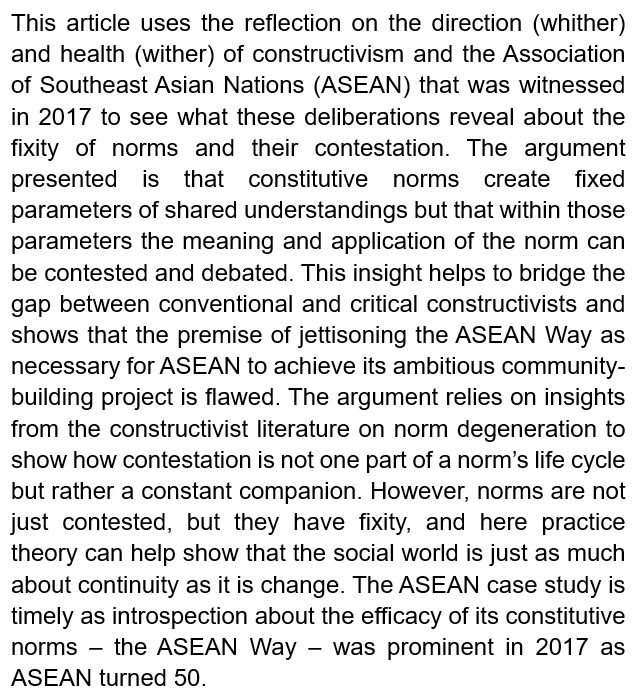 This article uses the reflection on the direction (whither)
and health (wither) of constructivism and the Association
of Southeast Asian Nations (ASEAN) that was witnessed
in 2017 to see what these deliberations reveal about the
fixity of norms and their contestation. The argument
presented is that constitutive norms create fixed
parameters of shared understandings but that within those
parameters the meaning and application of the norm can
be contested and debated. This insight helps to bridge the
gap between conventional and critical constructivists and
shows that the premise of jettisoning the ASEAN Way as
necessary for ASEAN to achieve its ambitious community-
building project is flawed. The argument relies on insights
from the constructivist literature on norm degeneration to
show how contestation is not one part of a norm’s life cycle
but rather a constant companion. However, norms are not
just contested, but they have fixity, and here practice
theory can help show that the social world is just as much
about continuity as it is change. The ASEAN case study is
timely as introspection about the efficacy of its constitutive
norms – the ASEAN Way – was prominent in 2017 as
ASEAN turned 50.